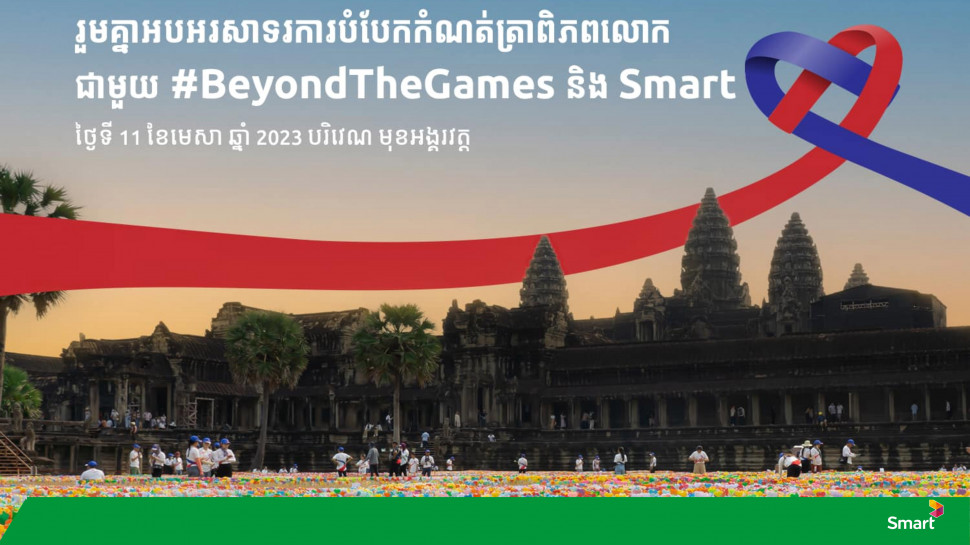 រួមគ្នាអបអរសាទរការបំបែកកំណត់ត្រាពិភពលោក
ជាមួយ #BeyondTheGames និង Smart
ថ្ងៃទី 11 ខែមេសា ឆ្នាំ 2023 បរិវេណ មុខអង្គរវត្ត
Smart